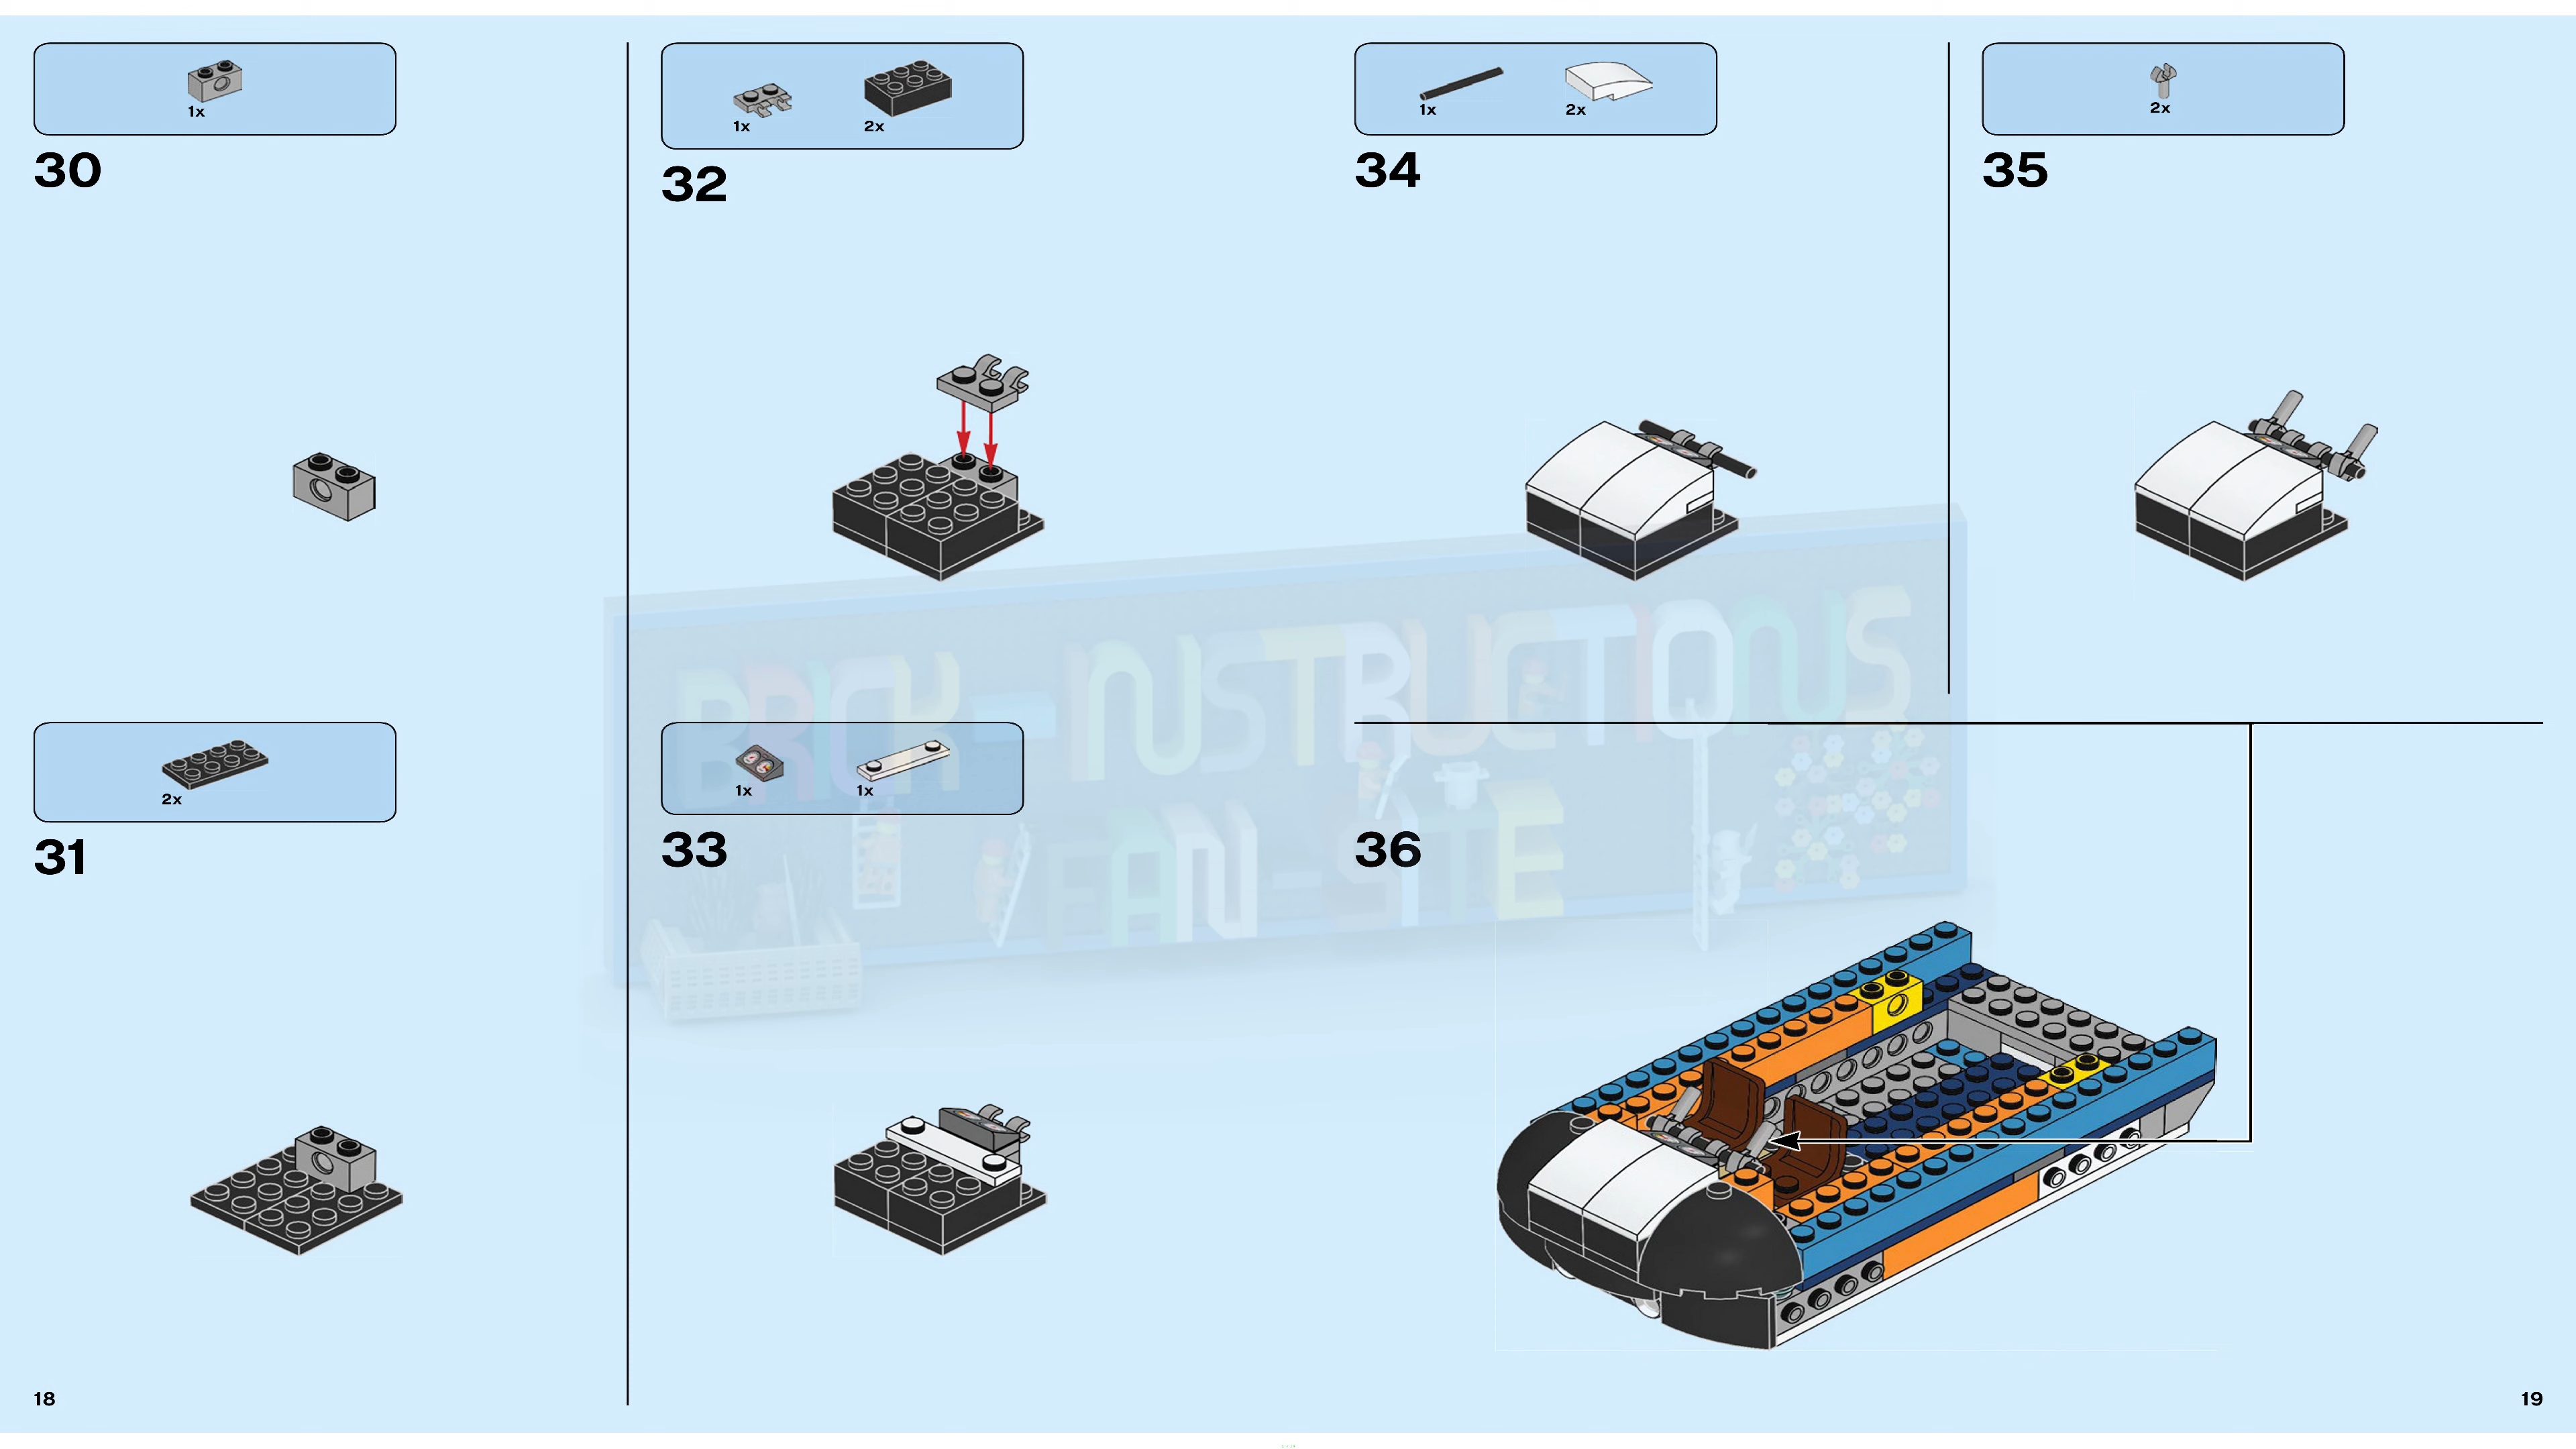 1x
30
1x 2x
32
1x 2x
34
2x
35
2x
31
1x 1x
33
36
BRICK-INSTRUCTIONS
FAN-SITE
18
19